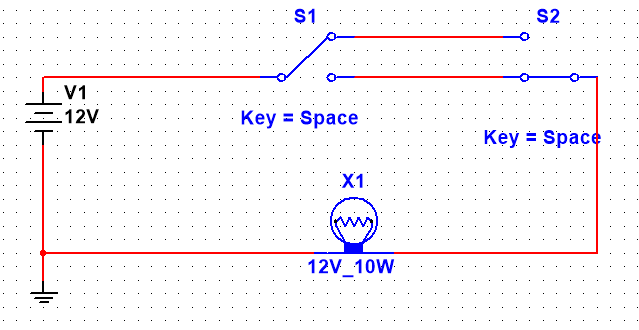 S1
S2
V1
12V
Key = Space
Key = Space
X1
12V_10W